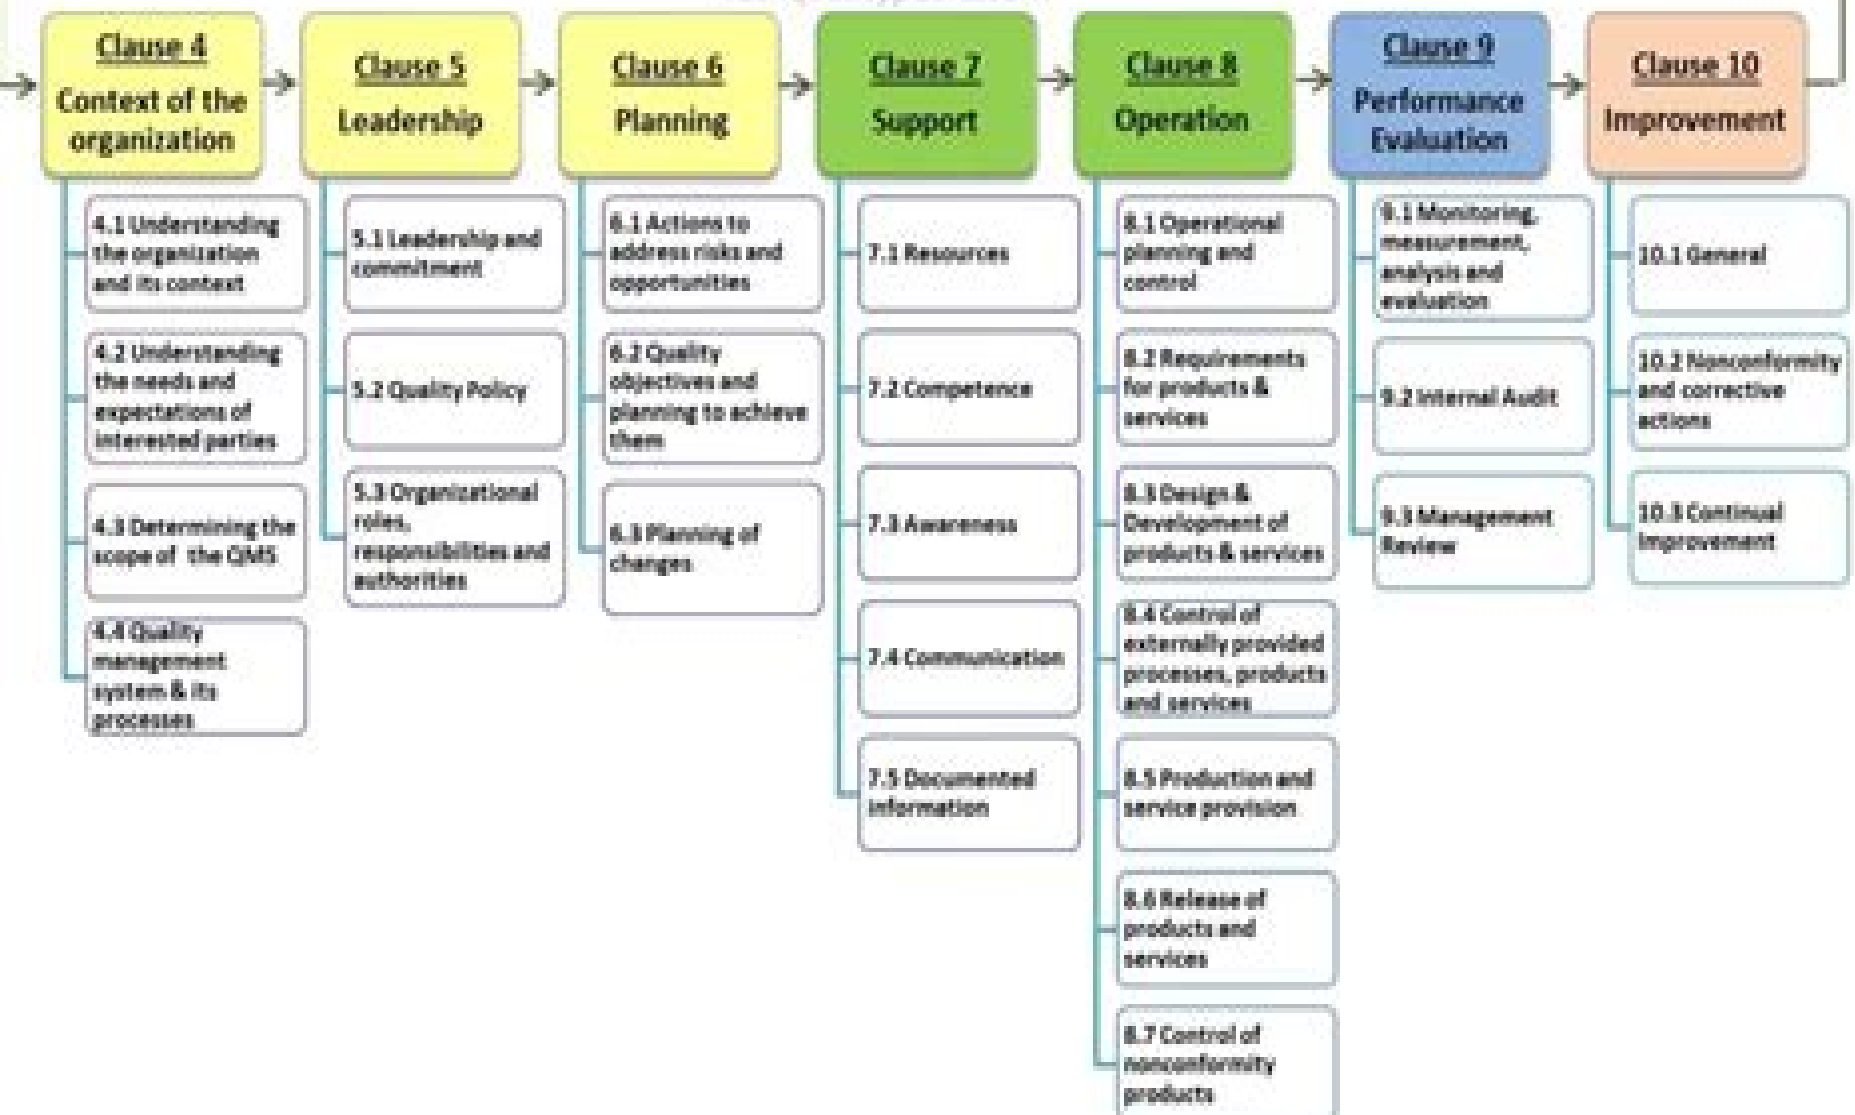 Clause 4
Context of the
organization
4.1 Understanding
the organization
and its context
4.2 Understanding
the needs and
expectations of
interested parties
4.3 Determining the
scope of the QMS
4.4 Quality
management
system & its
processes
Clause 5
Leadership
5.1 Leadership and
commitment
5.2 Quality Policy
5.3 Organizational
roles,
responsibilities and
authorities
Clause 6
Planning
6.1 Actions to
address risks and
opportunities
6.2 Quality
objectives and
planning to achieve
them
6.3 Planning of
changes
Clause 7
Support
7.1 Resources
7.2 Competence
7.3 Awareness
7.4 Communication
7.5 Documented
information
Clause 8
Operation
8.1 Operational
planning and
control
8.2 Requirements
for products &
services
8.3 Design &
Development of
products & services
8.4 Control of
externally provided
processes, products
and services
8.5 Production and
service provision
8.6 Release of
products and
services
8.7 Control of
nonconformity
products
Clause 9
Performance
Evaluation
9.1 Monitoring,
measurement,
analysis and
evaluation
9.2 Internal Audit
9.3 Management
Review
Clause 10
Improvement
10.1 General
10.2 Nonconformity
and corrective
actions
10.3 Continual
Improvement